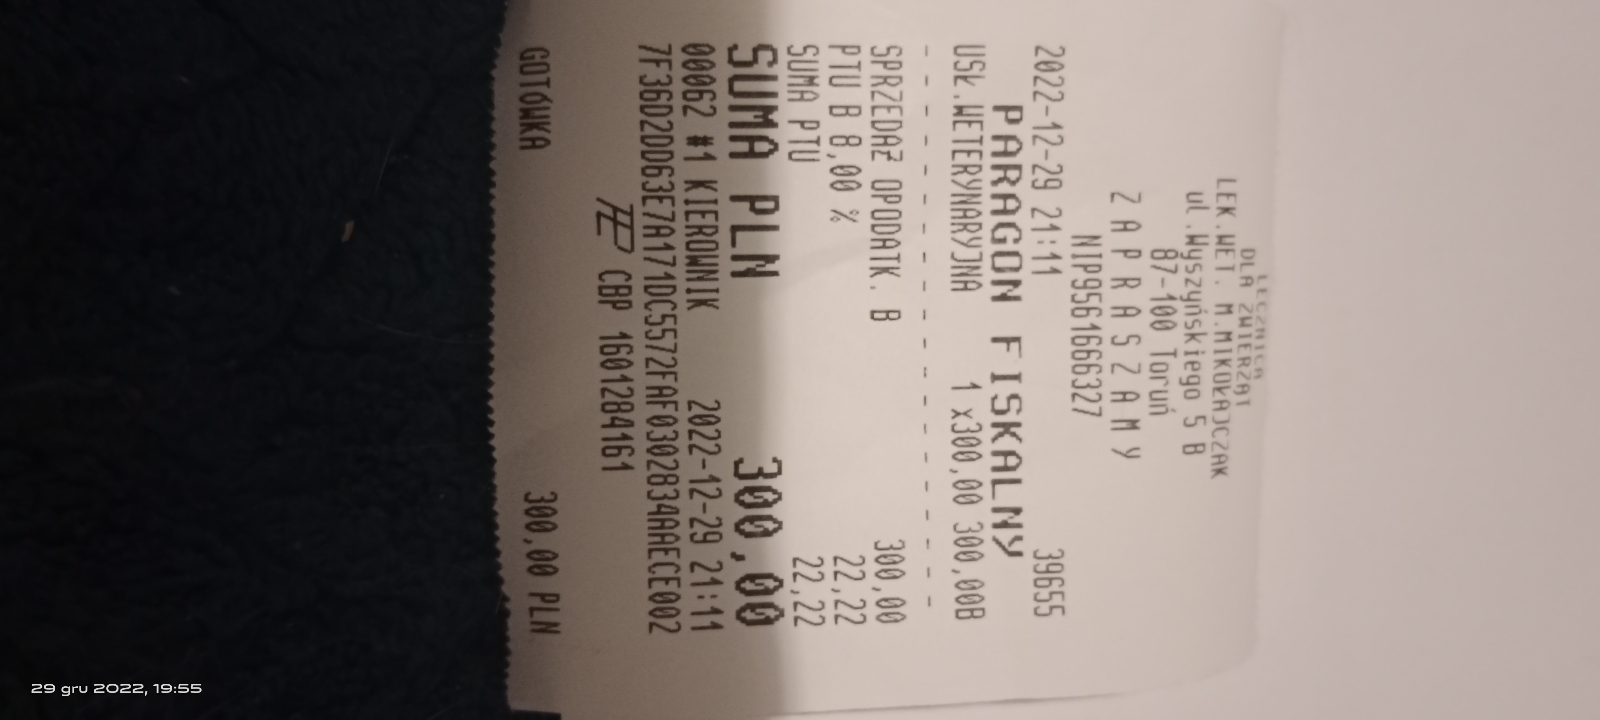 LECZNICA
DLA ZWIERZĄT
LEK.WET. M.MIKOŁAJCZAK
ul.Wyszyńskiego 5 B
87-100 Toruń
Z A P R A S Z A M Y
NIP9561666327
2022-12-29 21:11 39655
PARAGON FISKALNY
USŁ.WETERYNARYJNA 1 x300,00 300,00B
- - - - - - - - - - - - - - - - - - -
SPRZEDAŻ OPODATK. B 300,00
PTU B 8,00 % 22,22
SUMA PTU 22,22
SUMA PLN 300,00
00062 #1 KIEROWNIK 2022-12-29 21:11
7F36D2DD63E7A171DC5572FAF0302834AAECE002
CBP 1601284161
GOTÓWKA 300,00 PLN
29 gru 2022, 19:55